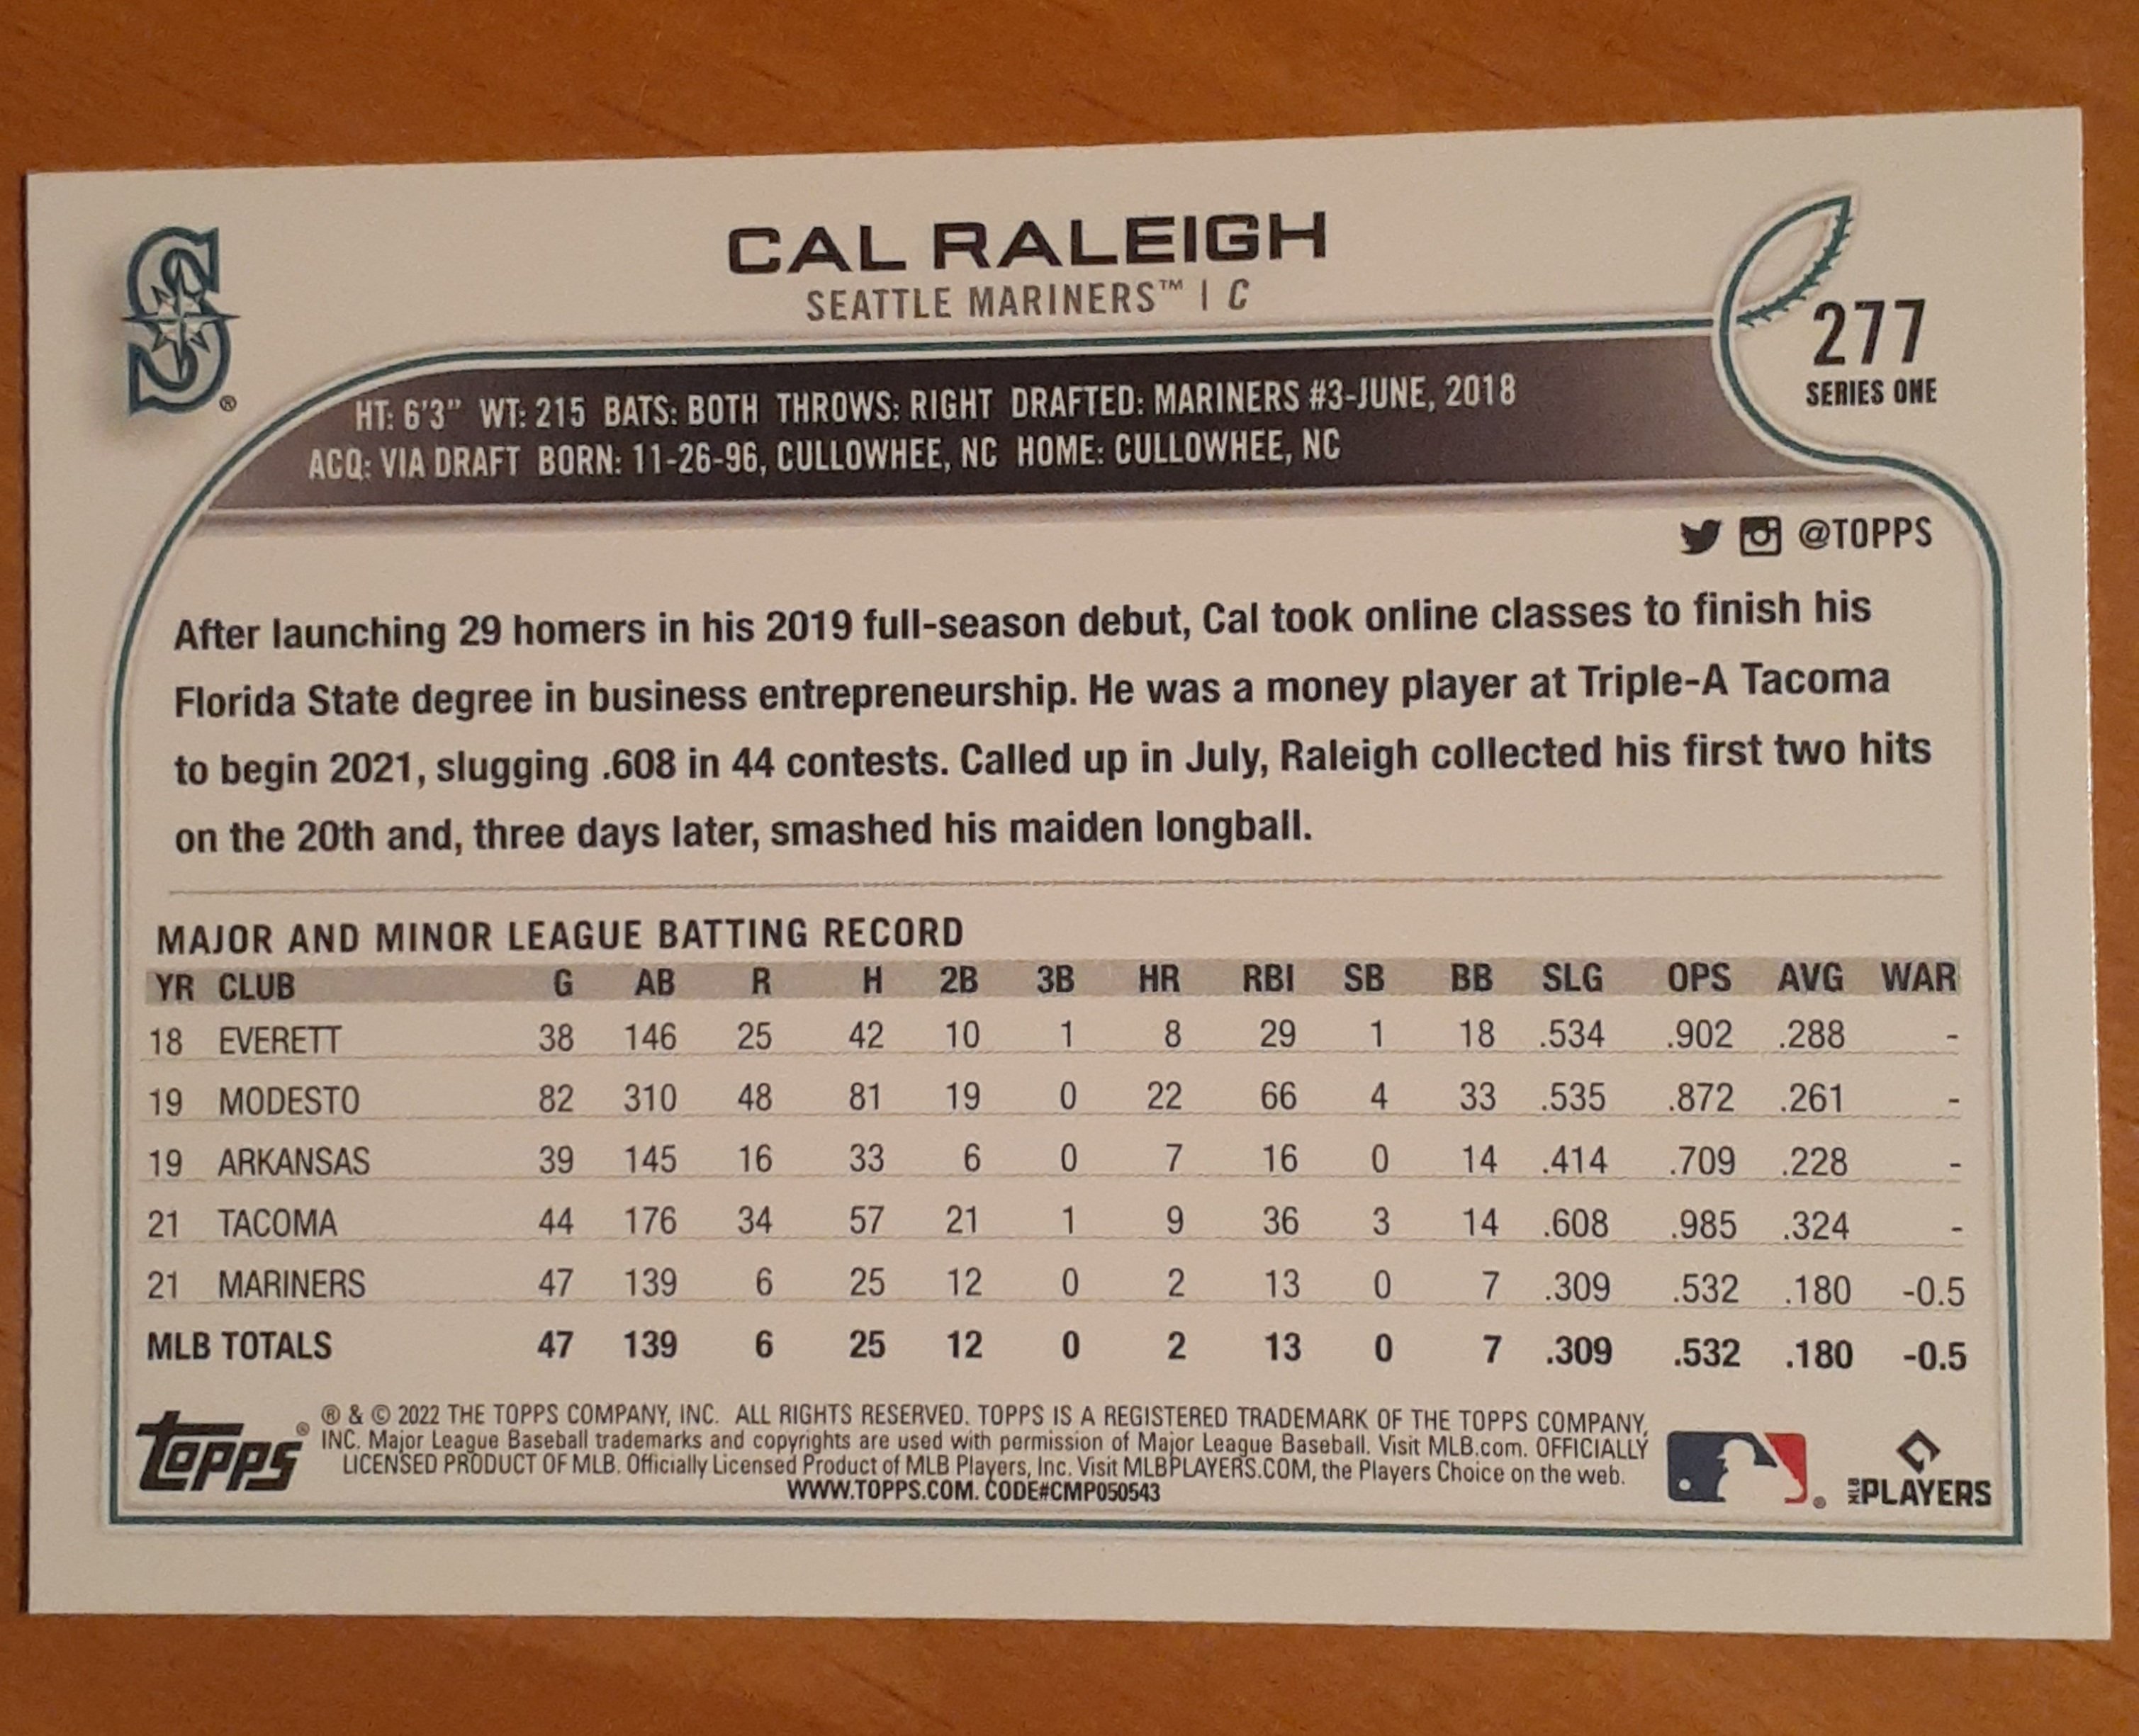 S
®
CAL RALEIGH
SEATTLE MARINERS™ | C
277
SERIES ONE
HT: 6'3" WT: 215 BATS: BOTH THROWS: RIGHT DRAFTED: MARINERS #3-JUNE, 2018
ACQ: VIA DRAFT BORN: 11-26-96, CULLOWHEE, NC HOME: CULLOWHEE, NC
@TOPPS
After launching 29 homers in his 2019 full-season debut, Cal took online classes to finish his
Florida State degree in business entrepreneurship. He was a money player at Triple-A Tacoma
to begin 2021, slugging .608 in 44 contests. Called up in July, Raleigh collected his first two hits
on the 20th and, three days later, smashed his maiden longball.
MAJOR AND MINOR LEAGUE BATTING RECORD
YR CLUB G AB R H 2B 3B HR RBI SB BB SLG OPS AVG WAR
18 EVERETT 38 146 25 42 10 1 8 29 1 18 .534 .902 .288 -
19 MODESTO 82 310 48 81 19 0 22 66 4 33 .535 .872 .261 -
19 ARKANSAS 39 145 16 33 6 0 7 16 0 14 .414 .709 .228 -
21 TACOMA 44 176 34 57 21 1 9 36 3 14 .608 .985 .324 -
21 MARINERS 47 139 6 25 12 0 2 13 0 7 .309 .532 .180 -0.5
MLB TOTALS 47 139 6 25 12 0 2 13 0 7 .309 .532 .180 -0.5
topps®
® & © 2022 THE TOPPS COMPANY, INC. ALL RIGHTS RESERVED. TOPPS IS A REGISTERED TRADEMARK OF THE TOPPS COMPANY,
INC. Major League Baseball trademarks and copyrights are used with permission of Major League Baseball. Visit MLB.com. OFFICIALLY
LICENSED PRODUCT OF MLB. Officially Licensed Product of MLB Players, Inc. Visit MLBPLAYERS.COM, the Players Choice on the web.
WWW.TOPPS.COM. CODE#CMP050543
®
MLB PLAYERS